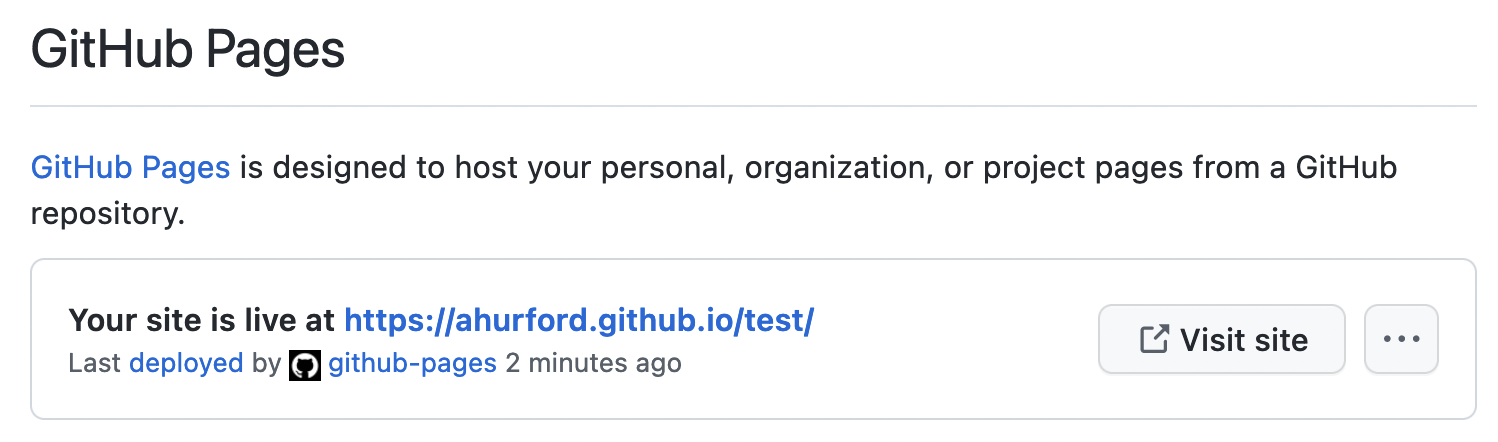 GitHub Pages
GitHub Pages is designed to host your personal, organization, or project pages from a GitHub
repository.
Your site is live at https://ahurford.github.io/test/
Last deployed by github-pages 2 minutes ago
Visit site